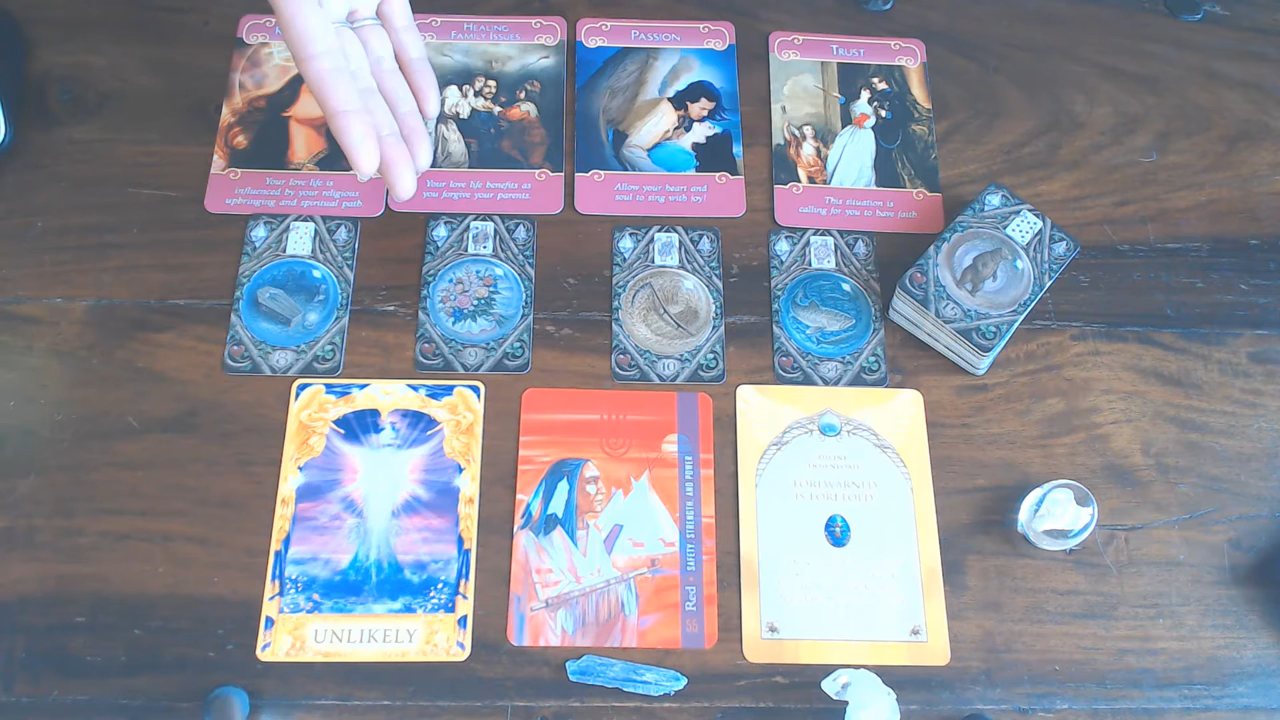 HEALING
FAMILY ISSUES
PASSION
TRUST
Your love life is
influenced by your religious
upbringing and spiritual path.
Your love life benefits as
you forgive your parents.
Allow your heart and
soul to sing with joy!
This situation is
calling for you to have faith
8
9
10
34
UNLIKELY
SAFETY, STRENGTH, AND POWER
Red
55
FOREWARNED
IS FORETOLD